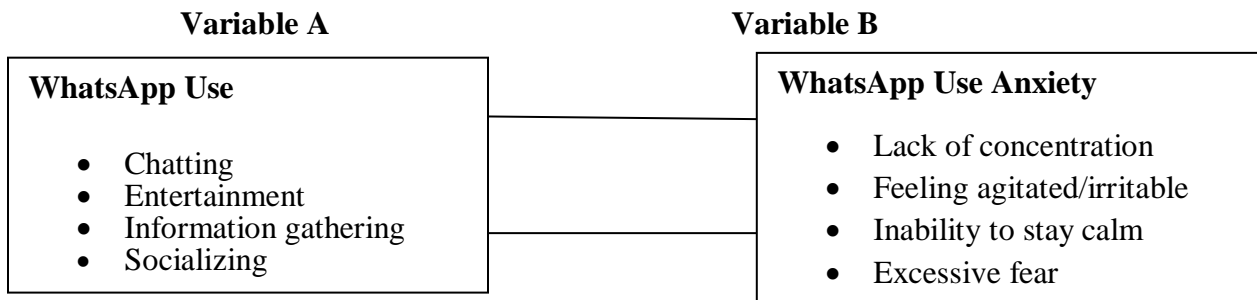 Variable A
Variable B
WhatsApp Use
• Chatting
• Entertainment
• Information gathering
• Socializing
WhatsApp Use Anxiety
• Lack of concentration
• Feeling agitated/irritable
• Inability to stay calm
• Excessive fear